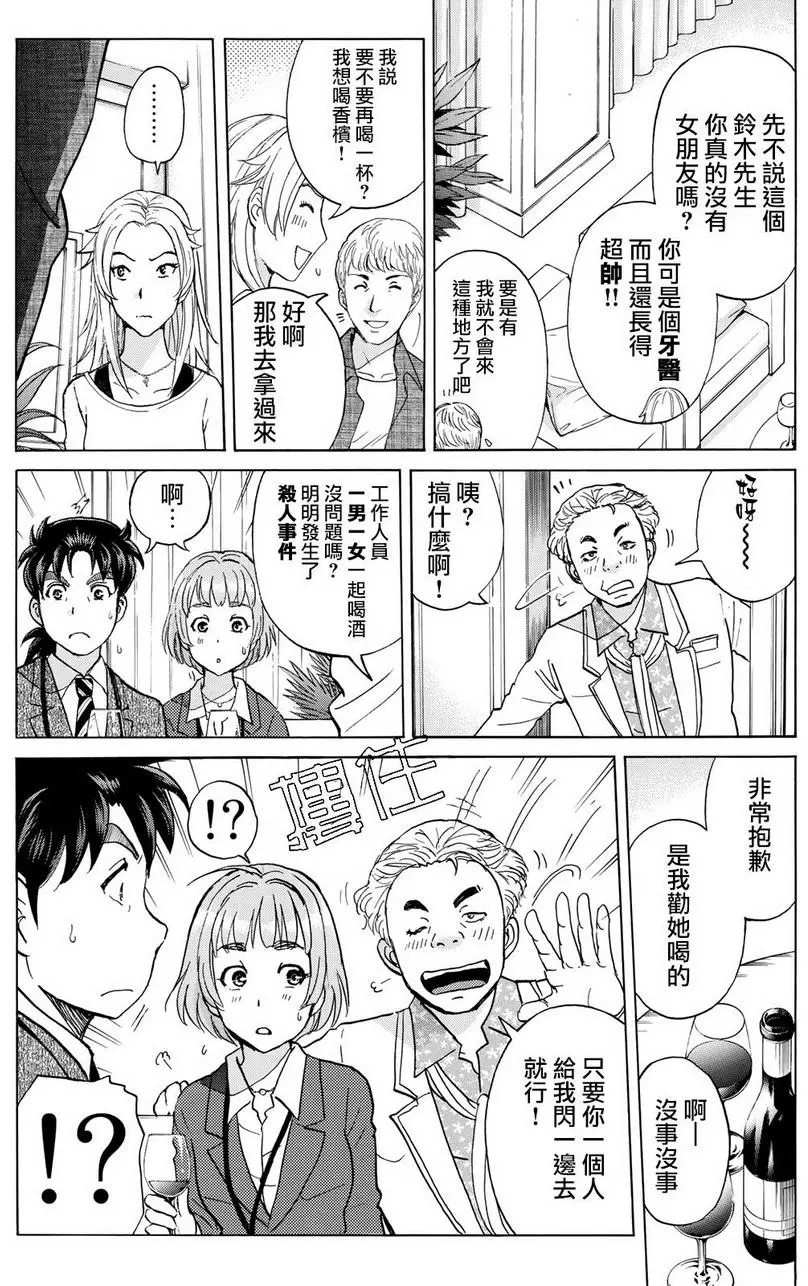 先不說這個
鈴木先生
你真的沒有
女朋友嗎?
你可是個牙醫
而且還長得
超帥!!
要是有
我就不會來
這種地方了吧
我説
要不要再喝一杯?
我想喝香檳!
好啊
那我去拿過來
……
好呀~
咦?
搞什麼啊!
工作人員
一男一女一起喝酒
沒問題嗎?
明明發生了
殺人事件
啊…
非常抱歉
是我勸她喝的
啊—
沒事沒事
摟住
只要你一個人
給我閃一邊去
就行!
!?
!?